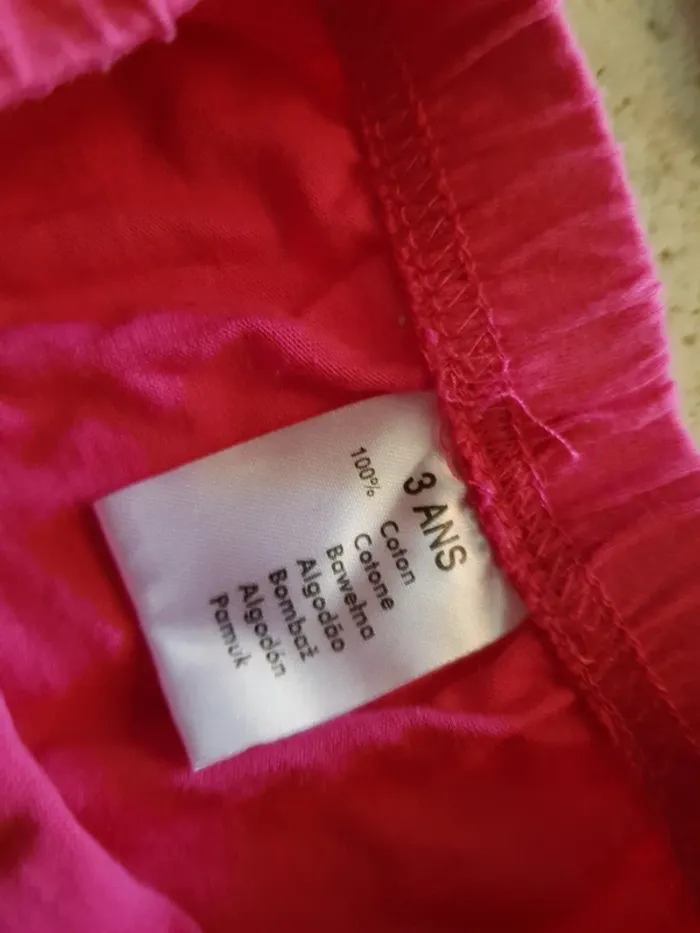 3 ANS
100% Coton
Cotone
Bawełna
Algodão
Bombaž
Algodón
Pamuk